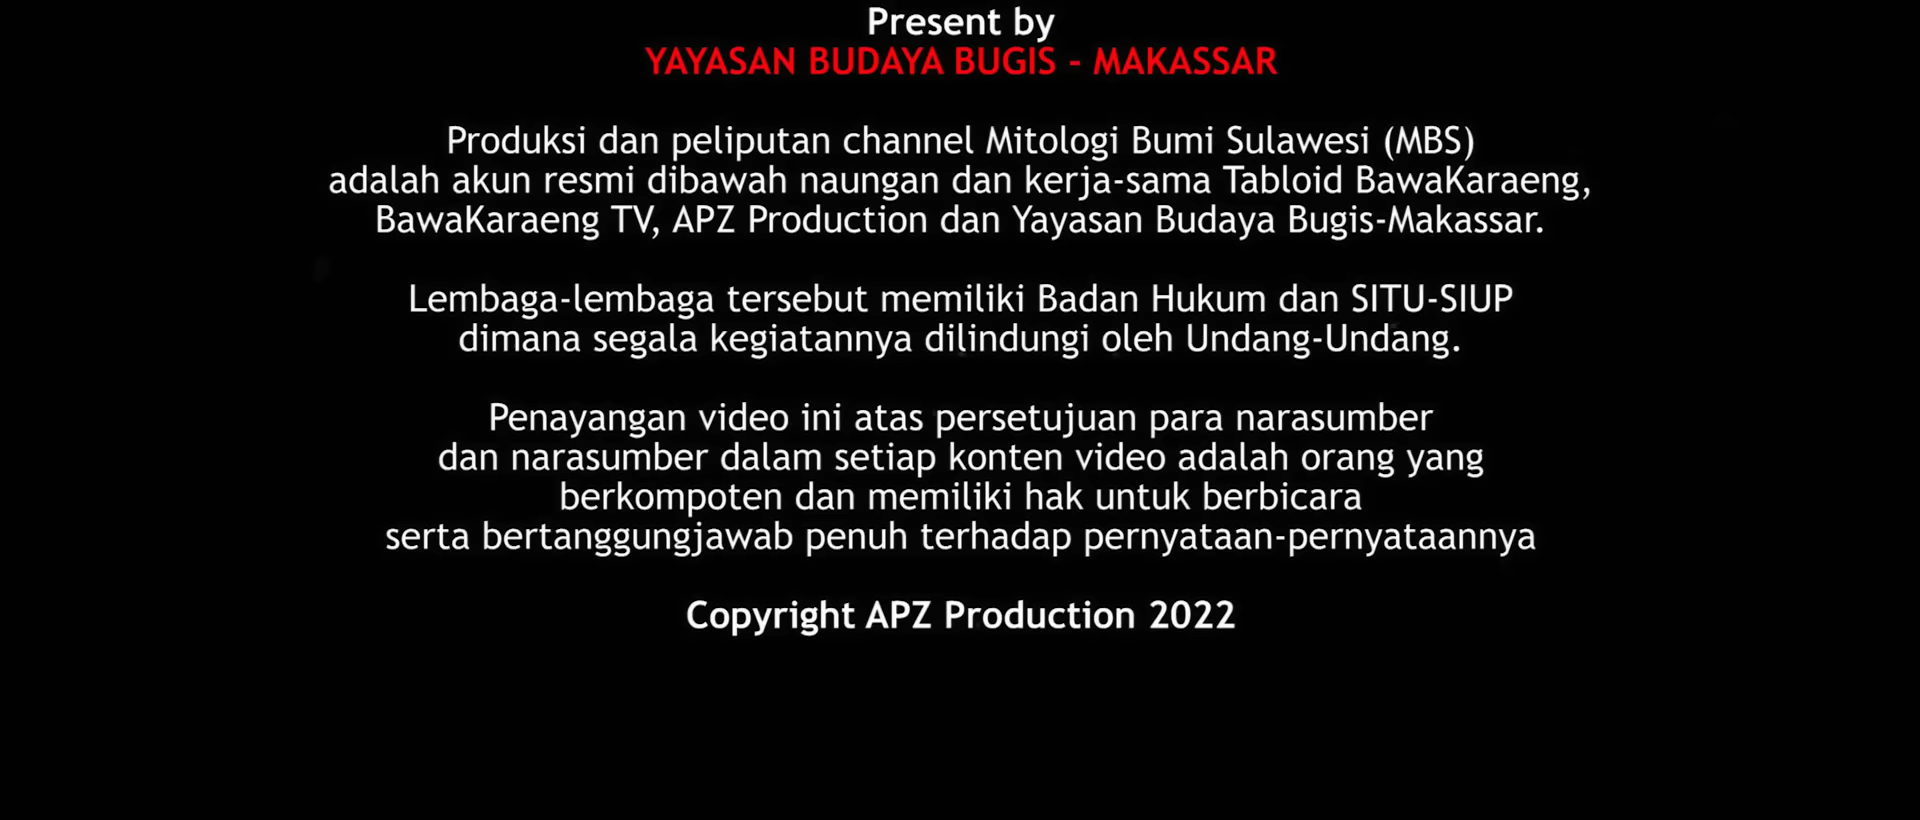 Present by
YAYASAN BUDAYA BUGIS - MAKASSAR
Produksi dan peliputan channel Mitologi Bumi Sulawesi (MBS)
adalah akun resmi dibawah naungan dan kerja-sama Tabloid BawaKaraeng,
BawaKaraeng TV, APZ Production dan Yayasan Budaya Bugis-Makassar.
Lembaga-lembaga tersebut memiliki Badan Hukum dan SITU-SIUP
dimana segala kegiatannya dilindungi oleh Undang-Undang.
Penayangan video ini atas persetujuan para narasumber
dan narasumber dalam setiap konten video adalah orang yang
berkompoten dan memiliki hak untuk berbicara
serta bertanggungjawab penuh terhadap pernyataan-pernyataannya
Copyright APZ Production 2022